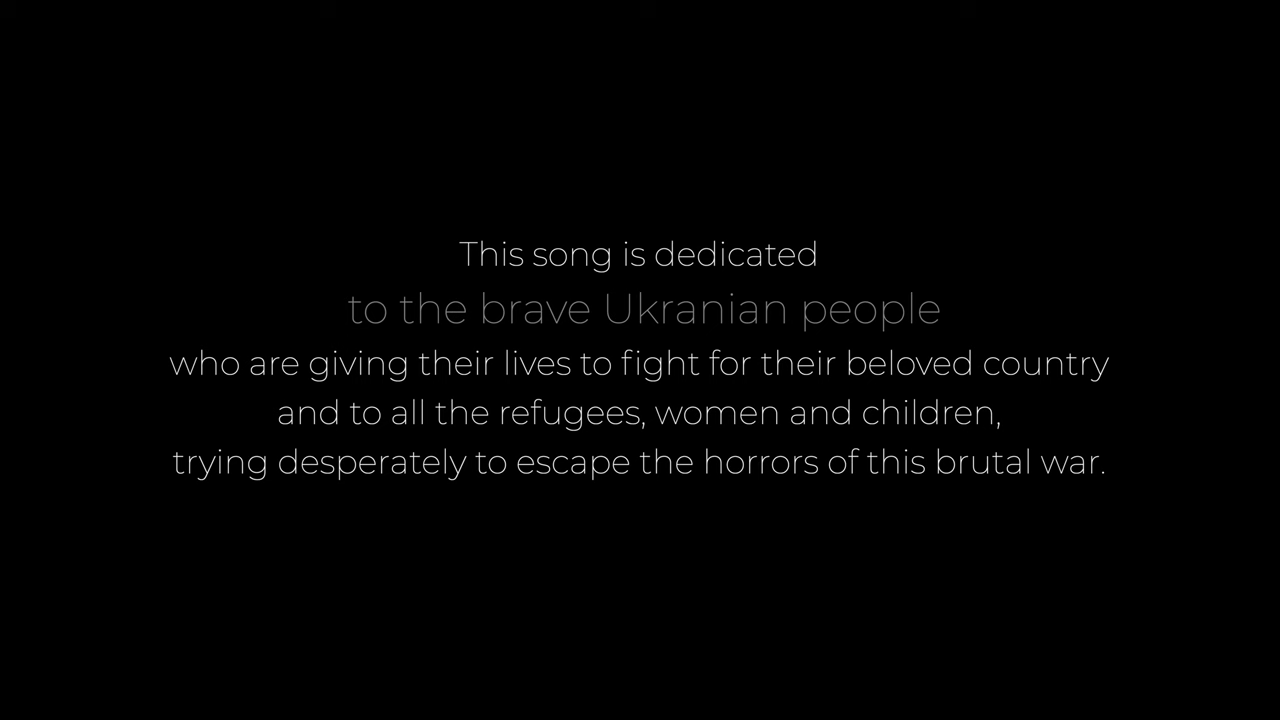 This song is dedicated
to the brave Ukranian people
who are giving their lives to fight for their beloved country
and to all the refugees, women and children,
trying desperately to escape the horrors of this brutal war.